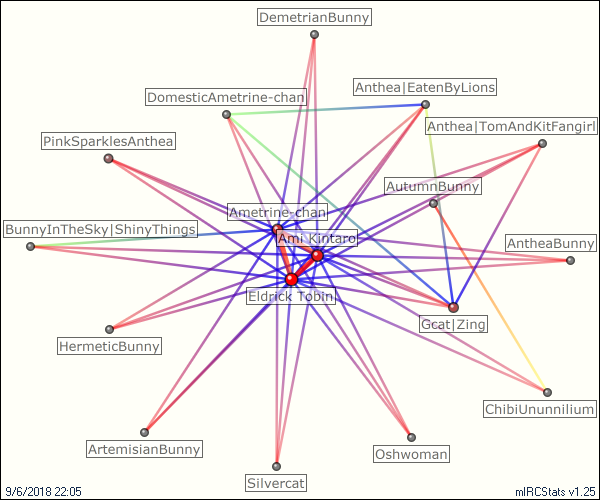 DemetrianBunny
Anthea|EatenByLions
DomesticAmetrine-chan
Anthea|TomAndKitFangirl
PinkSparklesAnthea
AutumnBunny
Ametrine-chan
BunnyInTheSky|ShinyThings
Ami-Kintaro
AntheaBunny
Eldrick Tobin
Gcat|Zing
HermeticBunny
ChibiUnunnilium
ArtemisianBunny
Oshwoman
Silvercat
9/6/2018 22:05
mIRCStats v1.25